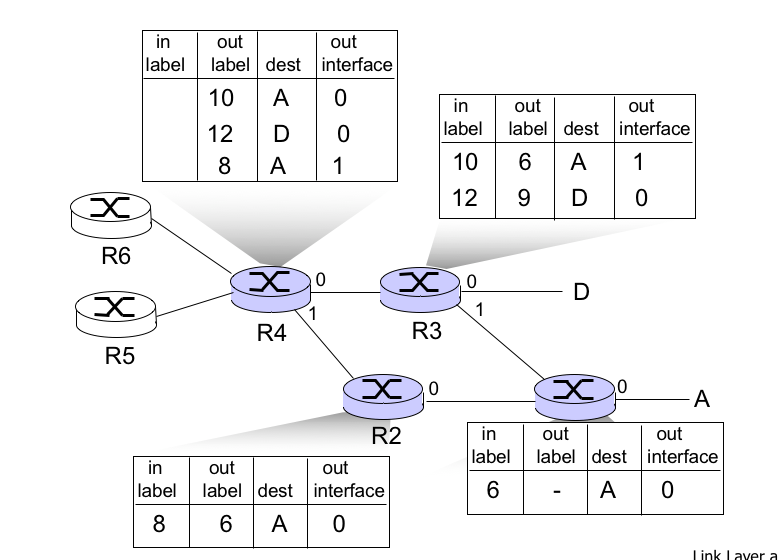 in out out
label label dest interface
10 A 0
12 D 0
8 A 1
in out out
label label dest interface
10 6 A 1
12 9 D 0
R6
R5
R4
0
1
R3
0
1
D
R2
0
0
A
in out out
label label dest interface
6 - A 0
in out out
label label dest interface
8 6 A 0
Link Layer a